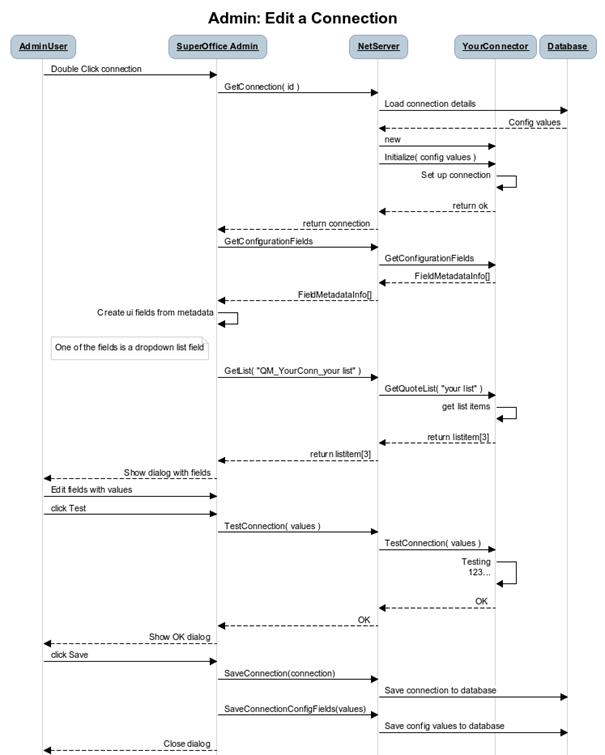 Admin: Edit a Connection
AdminUser
SuperOffice Admin
NetServer
YourConnector
Database
Double Click connection
GetConnection( id )
Load connection details
Config values
new
Initialize( config values )
Set up connection
return ok
return connection
GetConfigurationFields
GetConfigurationFields
FieldMetadataInfo[]
FieldMetadataInfo[]
Create ui fields from metadata
One of the fields is a dropdown list field
GetList( "QM_YourConn_your list" )
GetQuoteList( "your list" )
get list items
return listitem[3]
return listitem[3]
Show dialog with fields
Edit fields with values
click Test
TestConnection( values )
TestConnection( values )
Testing
123...
OK
OK
Show OK dialog
click Save
SaveConnection(connection)
Save connection to database
SaveConnectionConfigFields(values)
Save config values to database
Close dialog